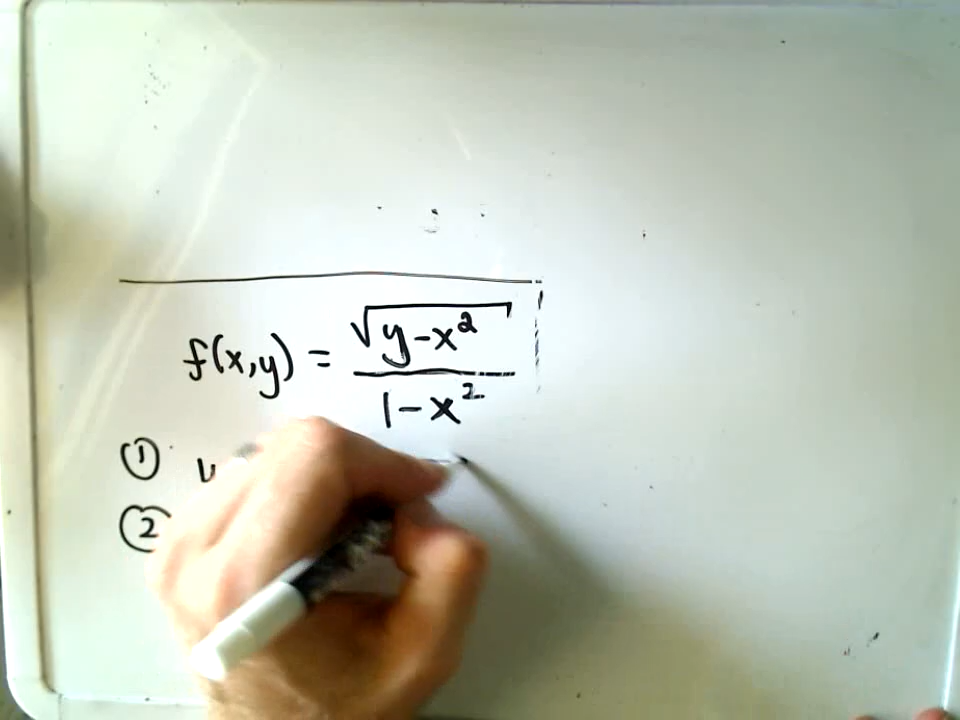 f(x,y) = √(y-x²) / (1-x²)
①
②